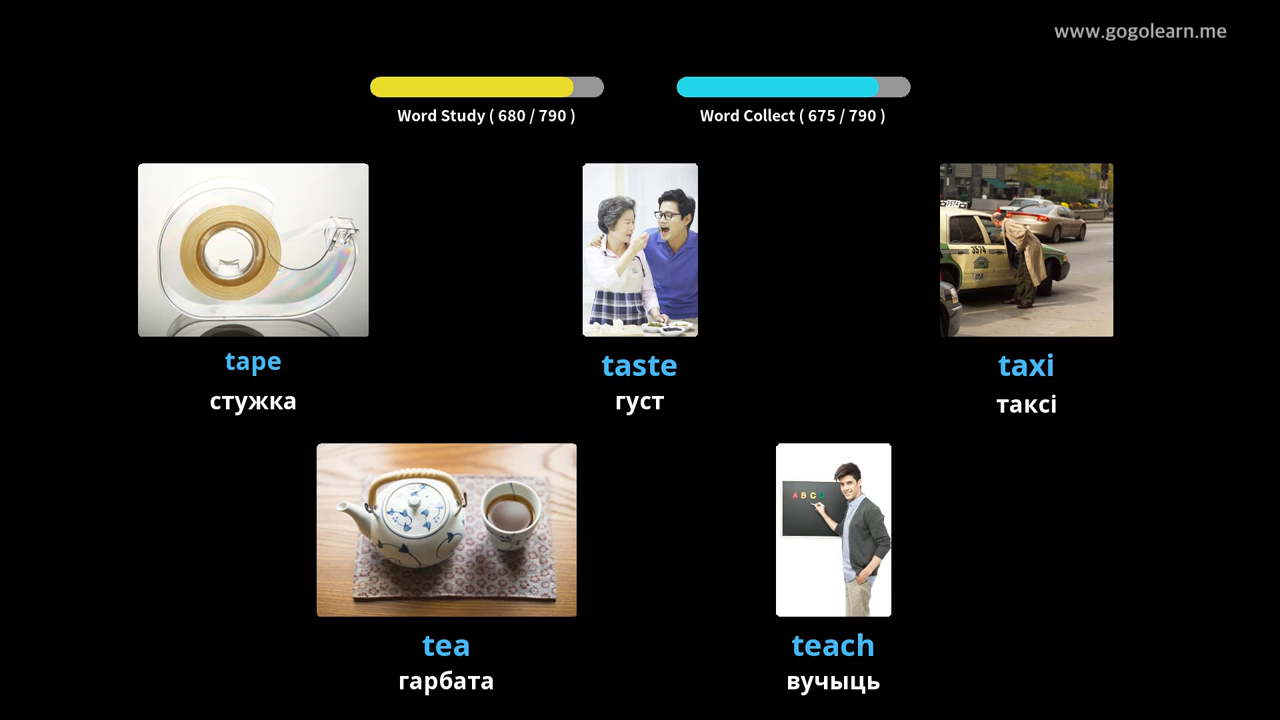 www.gogolearn.me
Word Study ( 680 / 790 )
Word Collect ( 675 / 790 )
3574
tape
taste
taxi
стужка
густ
таксі
A B C
tea
teach
гарбата
вучыць